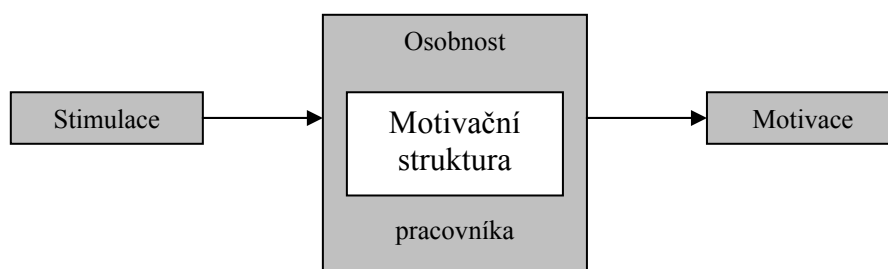 Osobnost
Stimulace
Motivační
struktura
Motivace
pracovníka